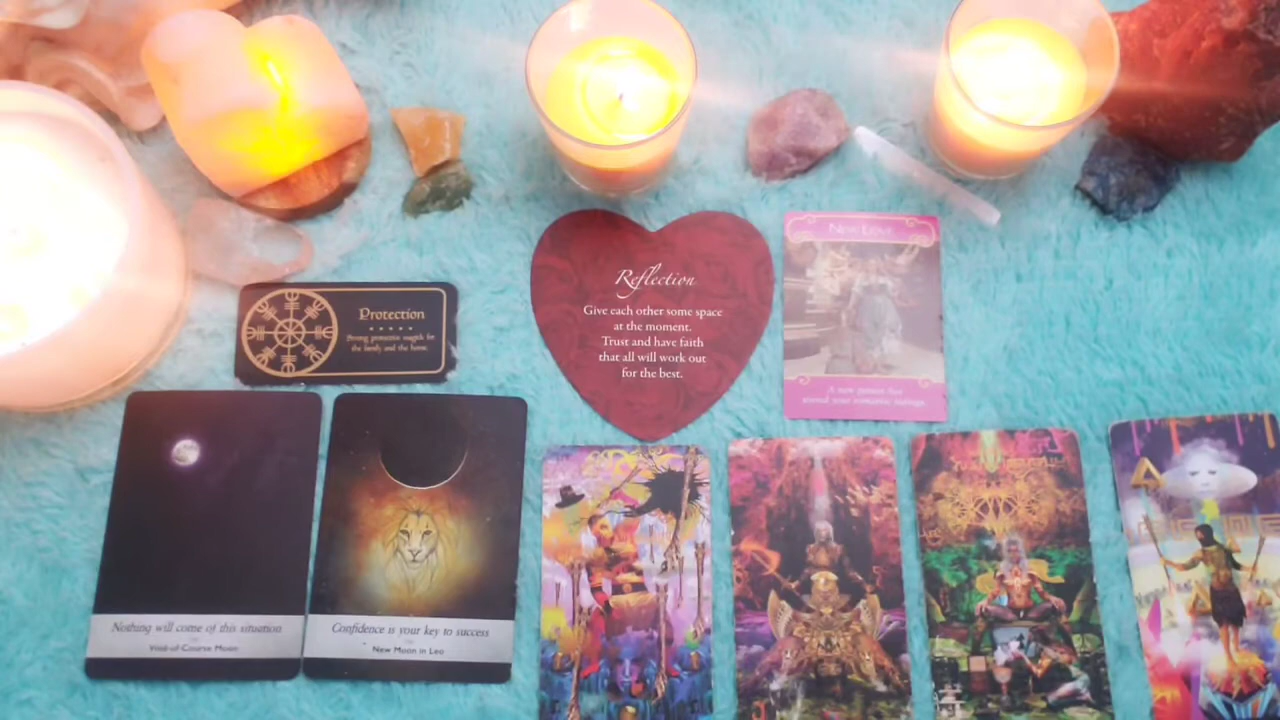 New Love
Reflection
Give each other some space
at the moment.
Trust and have faith
that all will work out
for the best.
Protection
Strong protective magick for
the family and the home.
A new person has
stirred your romantic feelings.
Nothing will come of this situation
Void-of-Course Moon
Confidence is your key to success
New Moon in Leo